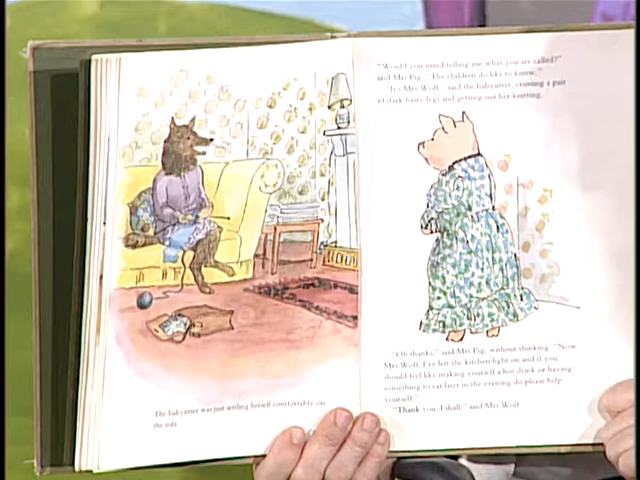 The babysitter was just settling herself comfortably on
the sofa.
"Would you mind telling me what you are called?"
said Mrs Pig. "The children do like to know."
"It's Mrs Wolf," said the babysitter, crossing a pair
of dark hairy legs and getting out her knitting.
"Oh thanks," said Mrs Pig, without thinking. "Now
Mrs Wolf, I've left the kitchen light on and if you
should feel like making yourself a hot drink or having
something to eat later in the evening do please help
yourself."
"Thank you, I shall," said Mrs Wolf.